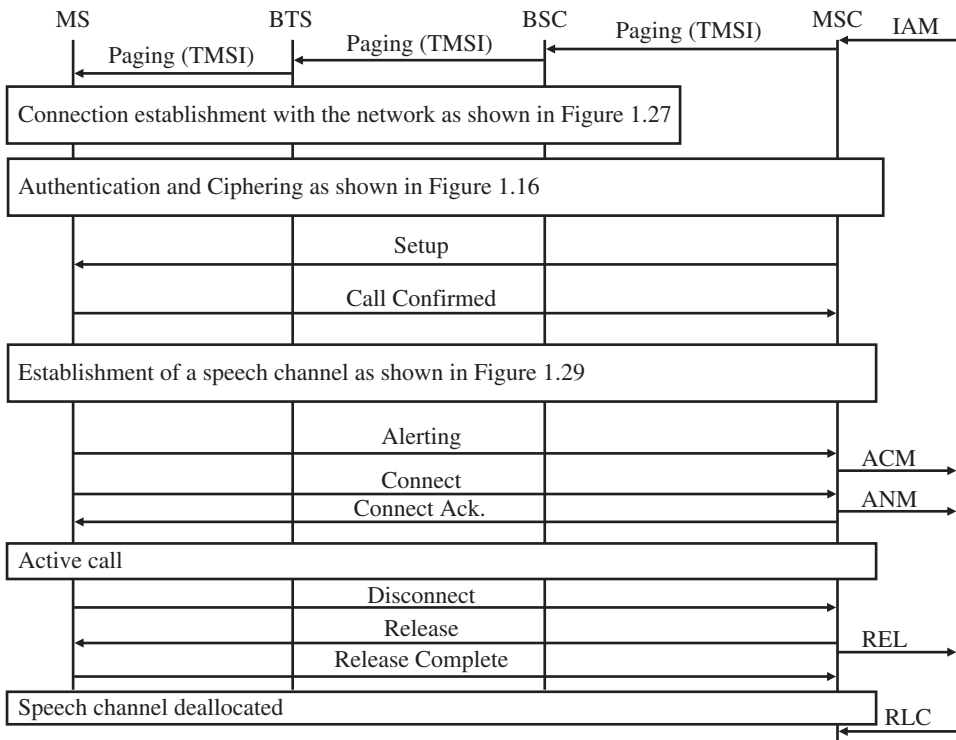 MS BTS BSC MSC
IAM
Paging (TMSI)
Paging (TMSI)
Paging (TMSI)
Connection establishment with the network as shown in Figure 1.27
Authentication and Ciphering as shown in Figure 1.16
Setup
Call Confirmed
Establishment of a speech channel as shown in Figure 1.29
Alerting
ACM
Connect
ANM
Connect Ack.
Active call
Disconnect
Release
REL
Release Complete
Speech channel deallocated
RLC